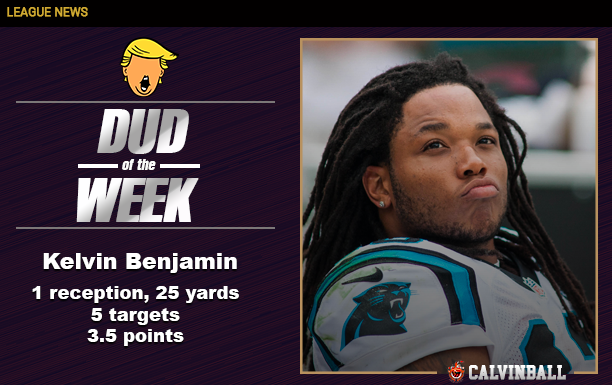 LEAGUE NEWS
DUD
of the
WEEK
Kelvin Benjamin
1 reception, 25 yards
5 targets
3.5 points
CALVINBALL